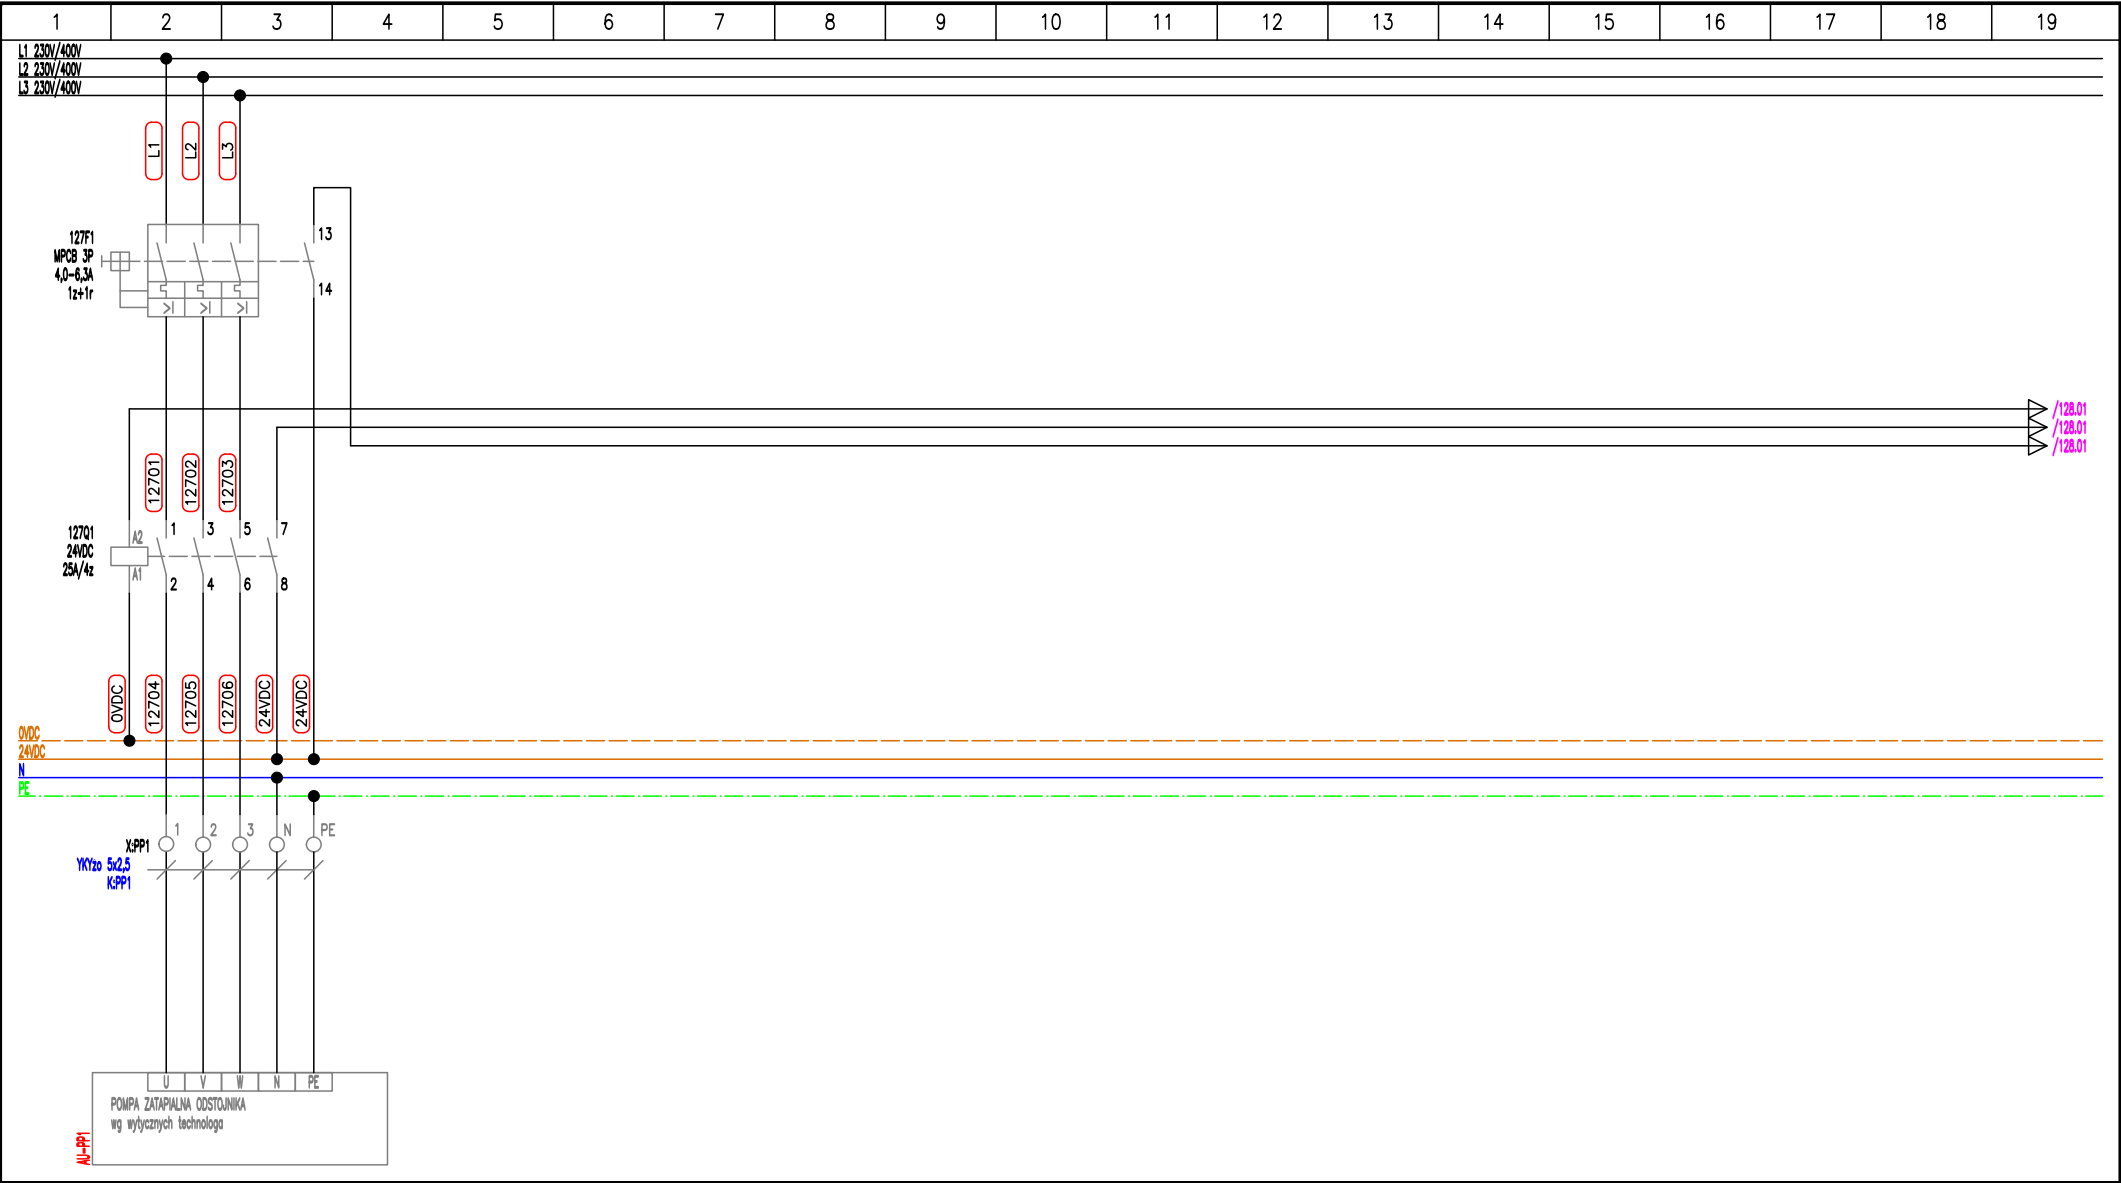 1 2 3 4 5 6 7 8 9 10 11 12 13 14 15 16 17 18 19
L1 230V/400V
L2 230V/400V
L3 230V/400V
L1 L2 L3
127F1
MPCB 3P
4,0-6,3A
1z+1r
13
14
/128.01
/128.01
/128.01
12701 12702 12703
127Q1
24VDC
25A/4z
A2 1 3 5 7
A1 2 4 6 8
0VDC 12704 12705 12706 24VDC 24VDC
0VDC
24VDC
N
PE
1 2 3 N PE
X:PP1
YKYżo 5x2,5
K:PP1
U V W N PE
POMPA ZATAPIALNA ODSTOJNIKA
wg wytycznych technologa
AU-PP1